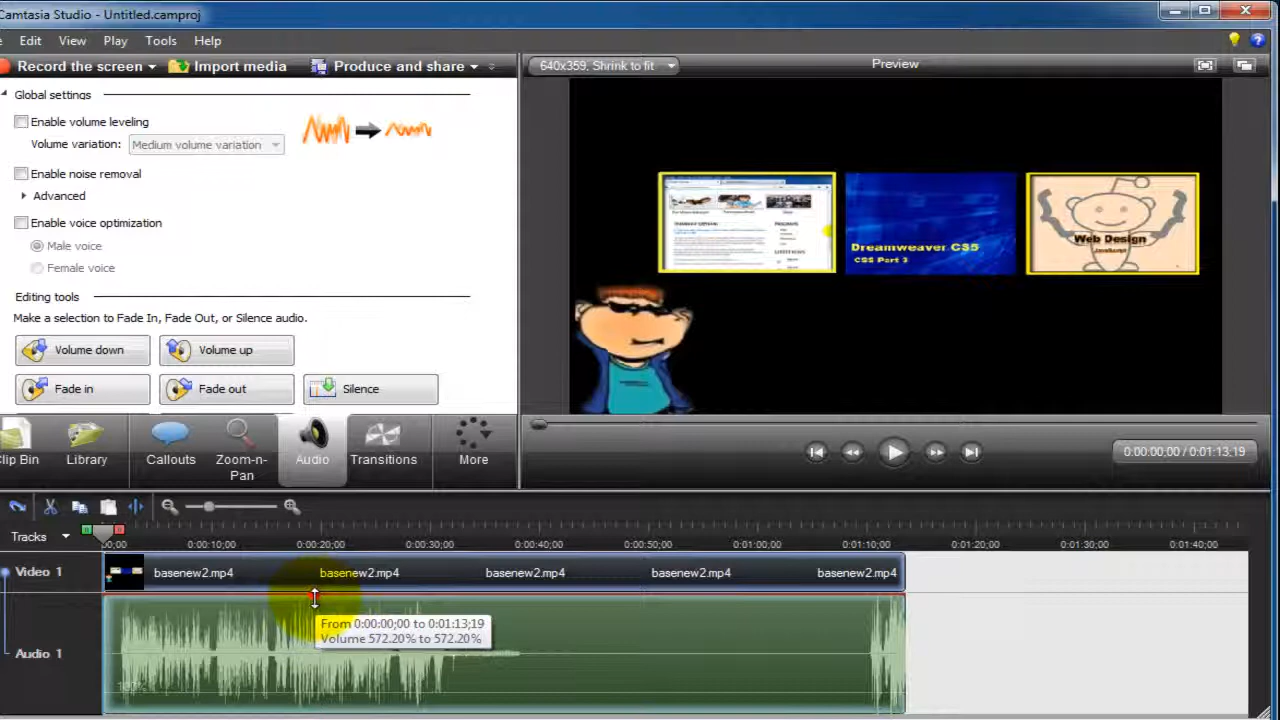 Camtasia Studio - Untitled.camproj
Edit View Play Tools Help
Record the screen Import media Produce and share
640x359, Shrink to fit
Preview
Global settings
Enable volume leveling
Volume variation: Medium volume variation
Enable noise removal
Advanced
Enable voice optimization
Male voice
Female voice
Editing tools
Make a selection to Fade In, Fade Out, or Silence audio.
Volume down Volume up
Fade in Fade out Silence
Dreamweaver CS5
CSS Part 3
Web Design
Library Callouts Zoom-n-Pan Audio Transitions More
0:00:00;00 / 0:01:13;19
Tracks
0:00:10;00 0:00:20;00 0:00:30;00 0:00:40;00 0:00:50;00 0:01:00;00 0:01:10;00 0:01:20;00 0:01:30;00 0:01:40;00
Video 1
basenew2.mp4 basenew2.mp4 basenew2.mp4 basenew2.mp4 basenew2.mp4
From 0:00:00;00 to 0:01:13;19
Volume 572.20% to 572.20%
Audio 1
100%